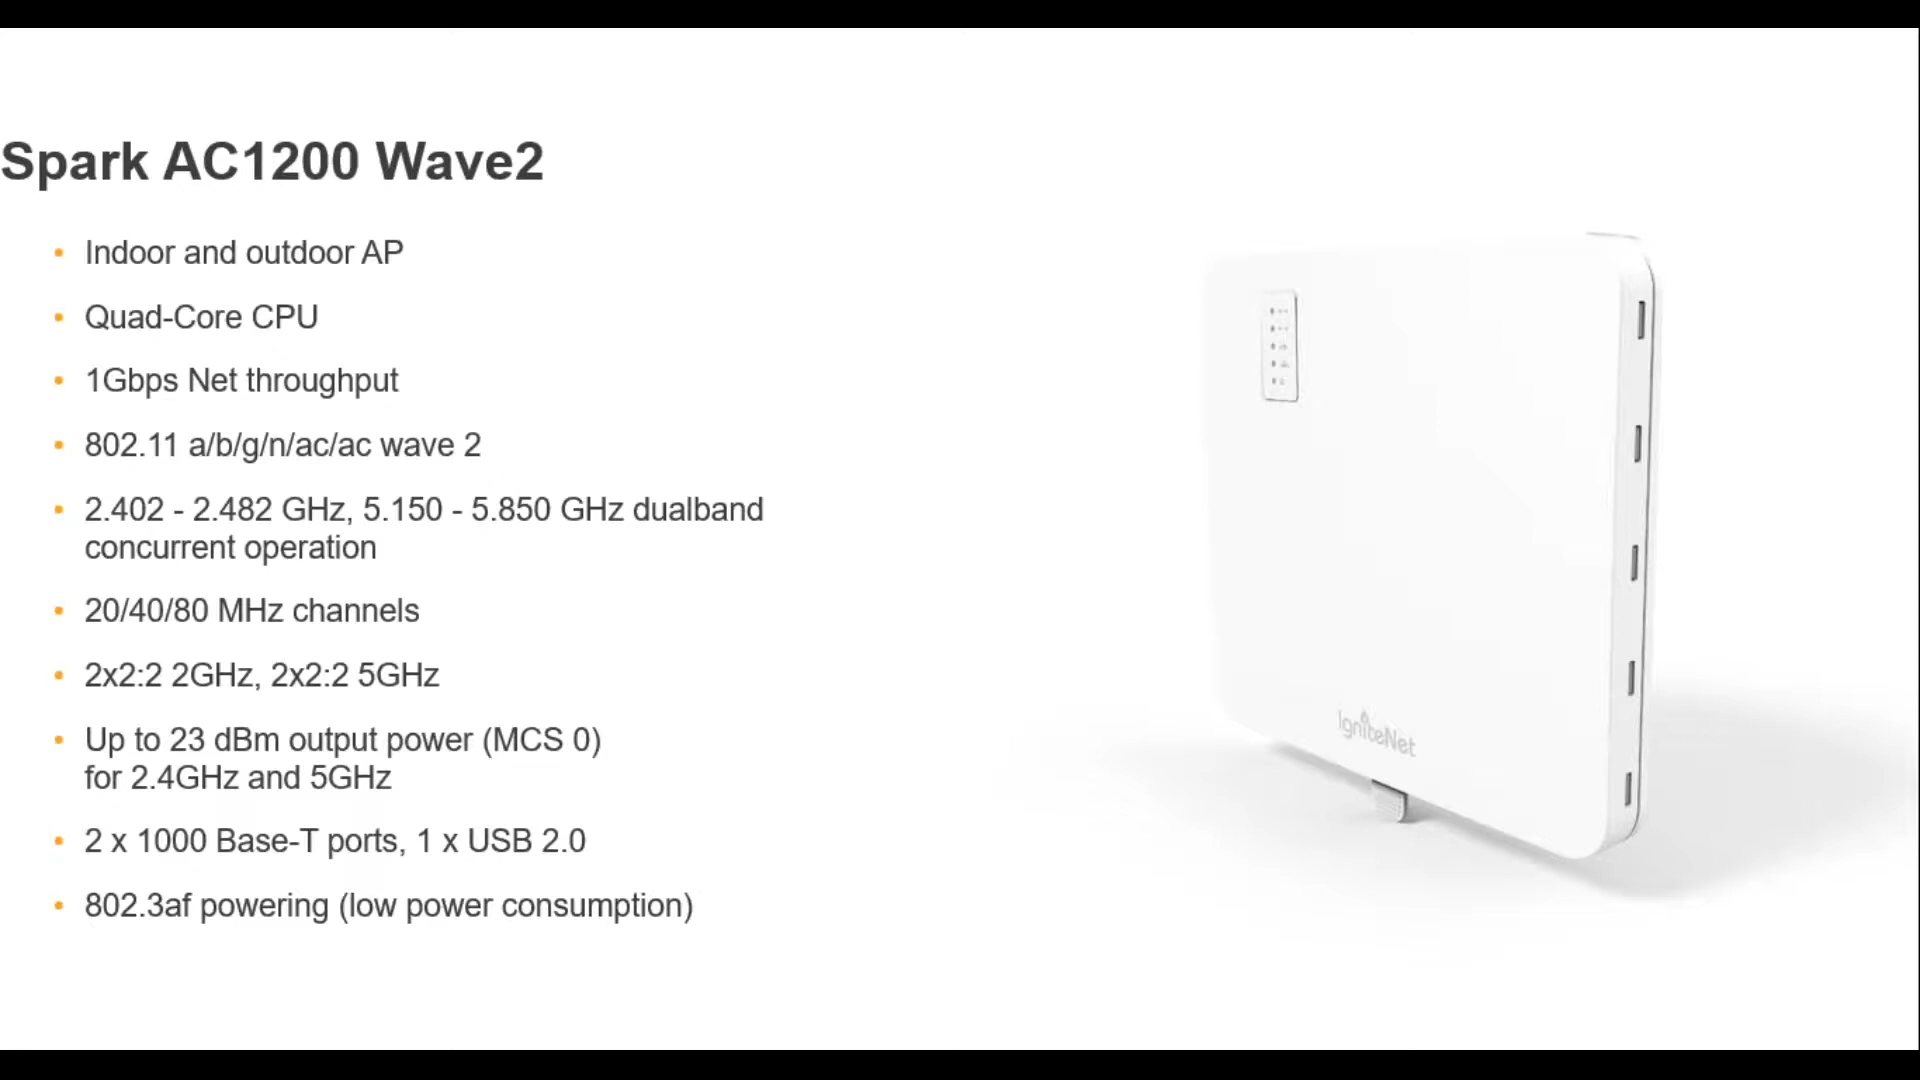 Spark AC1200 Wave2
• Indoor and outdoor AP
• Quad-Core CPU
• 1Gbps Net throughput
• 802.11 a/b/g/n/ac/ac wave 2
• 2.402 - 2.482 GHz, 5.150 - 5.850 GHz dualband
concurrent operation
• 20/40/80 MHz channels
• 2x2:2 2GHz, 2x2:2 5GHz
• Up to 23 dBm output power (MCS 0)
for 2.4GHz and 5GHz
• 2 x 1000 Base-T ports, 1 x USB 2.0
• 802.3af powering (low power consumption)
IgniteNet